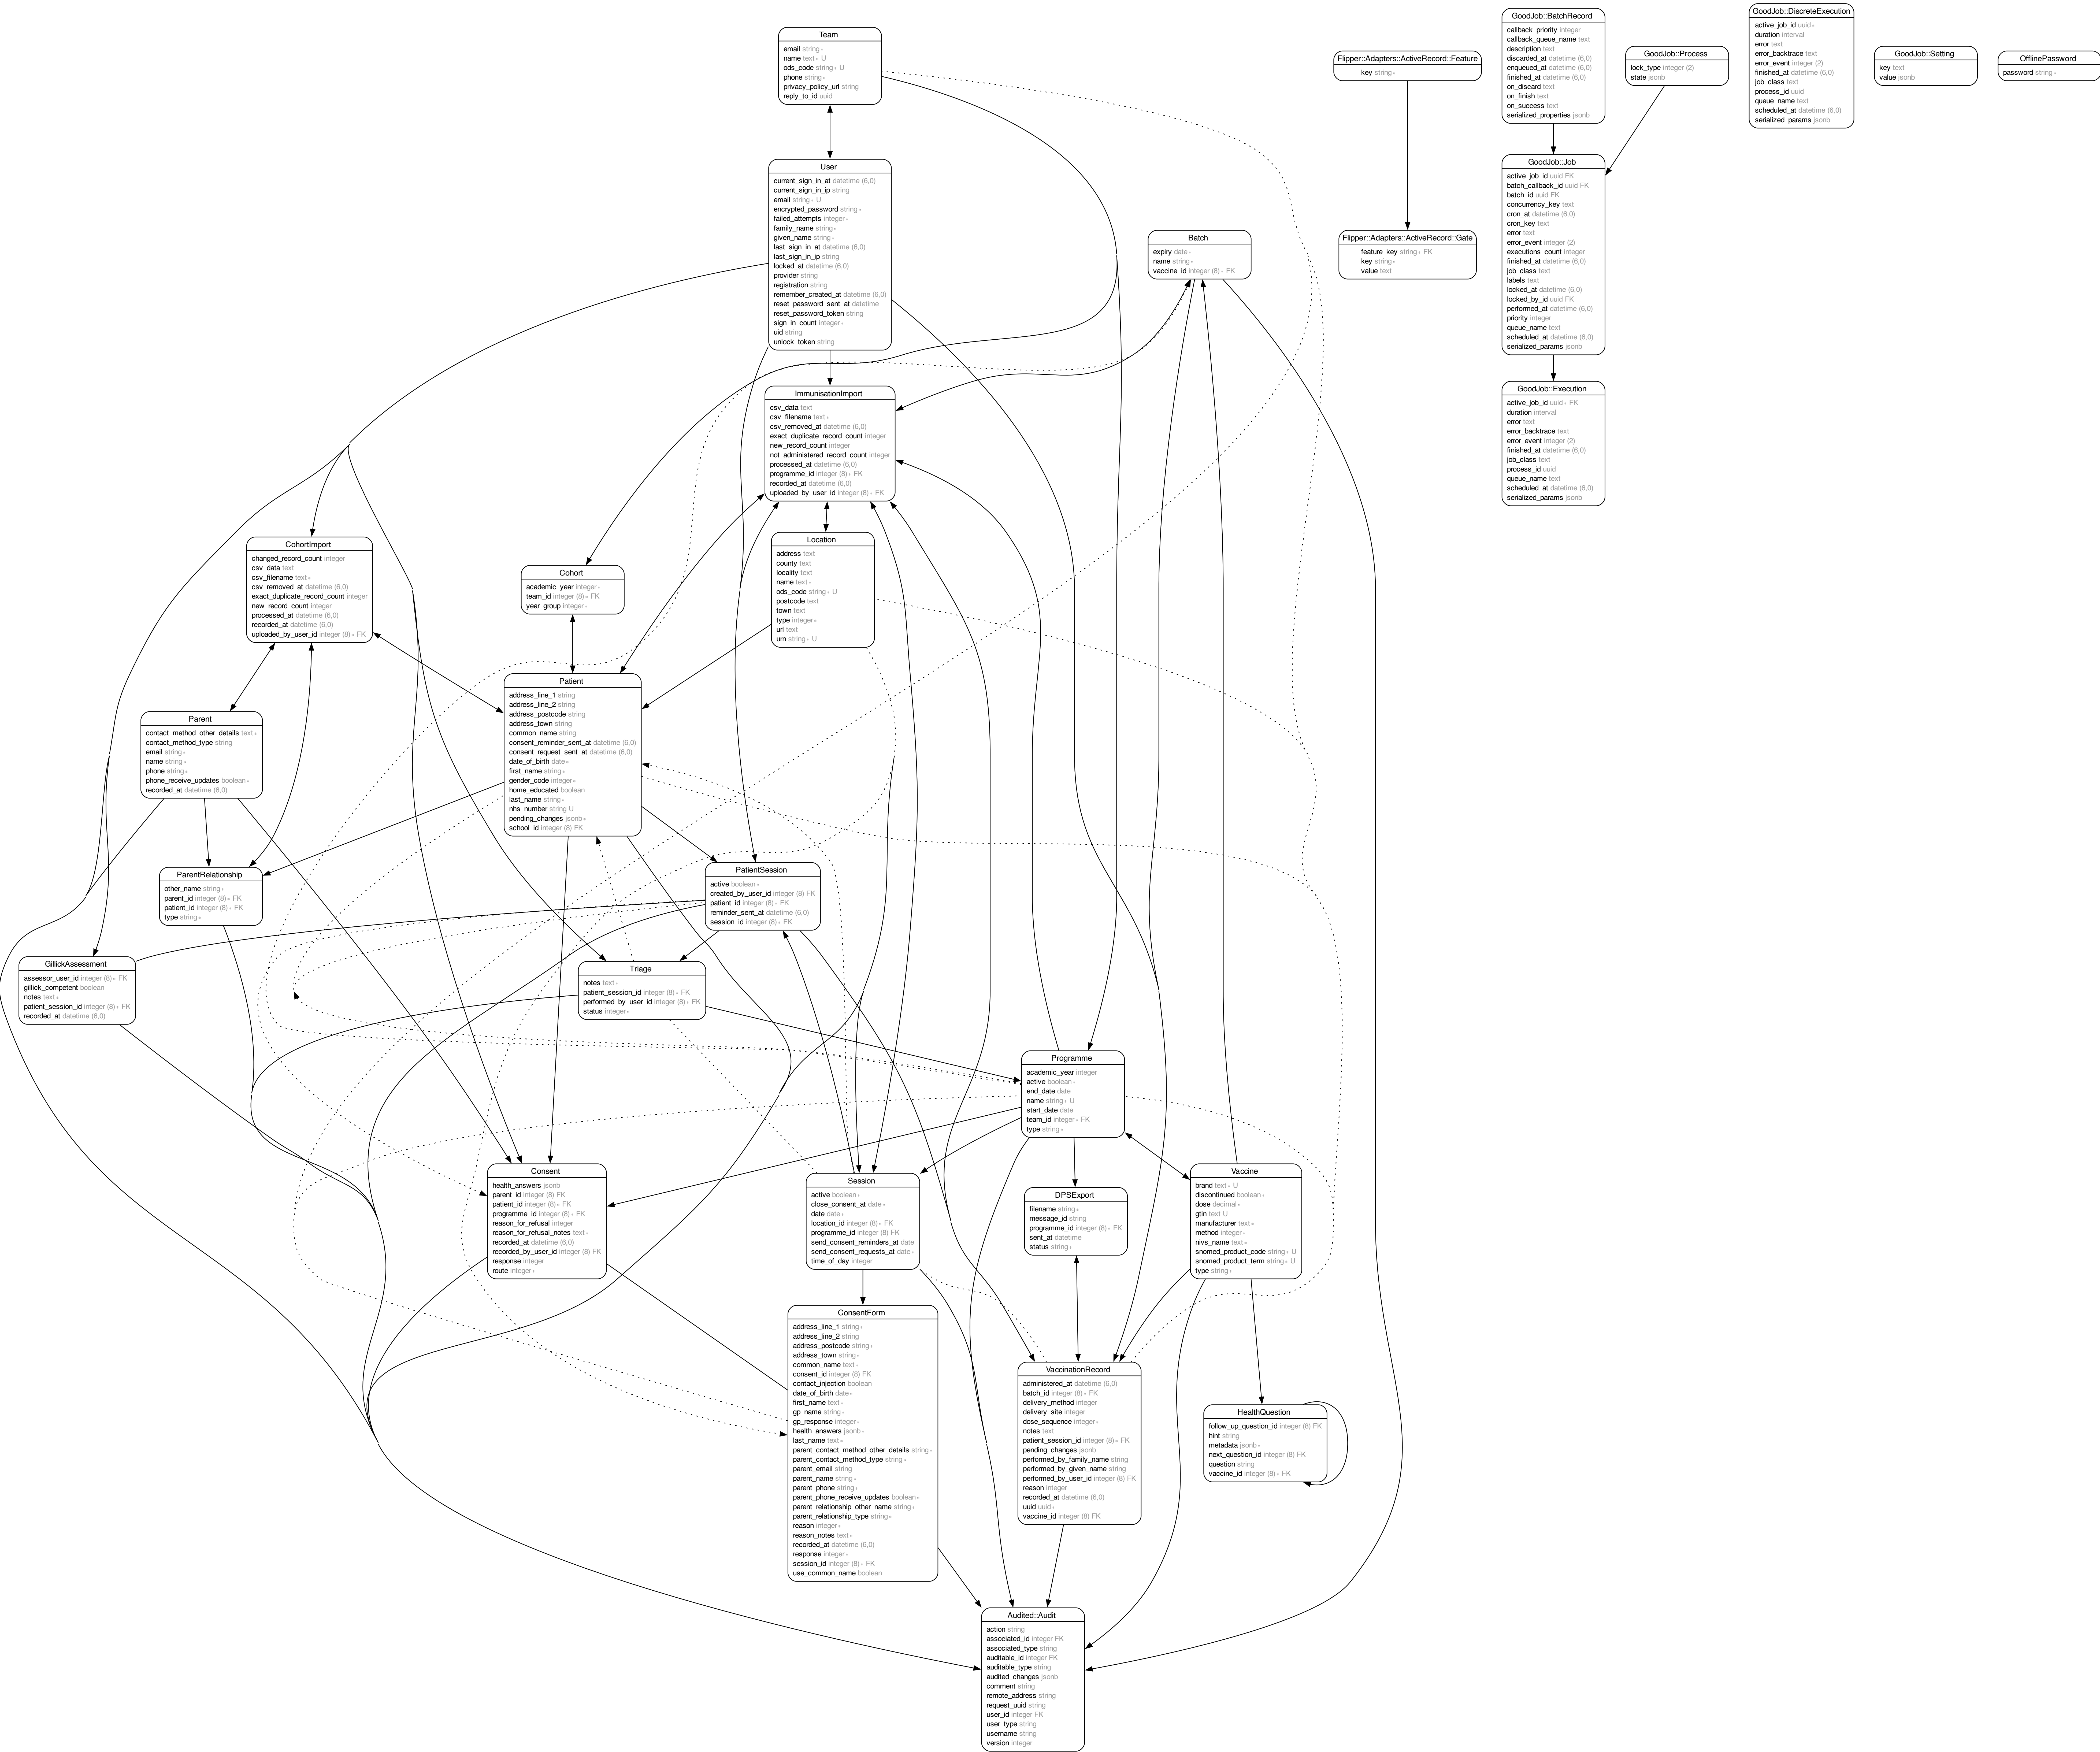 Team
email string ∗
name text ∗ U
ods_code string ∗ U
phone string ∗
privacy_policy_url string
reply_to_id uuid
Flipper::Adapters::ActiveRecord::Feature
key string ∗
GoodJob::BatchRecord
callback_priority integer
callback_queue_name text
description text
discarded_at datetime (6,0)
enqueued_at datetime (6,0)
finished_at datetime (6,0)
on_discard text
on_finish text
on_success text
serialized_properties jsonb
GoodJob::Process
lock_type integer (2)
state jsonb
GoodJob::DiscreteExecution
active_job_id uuid ∗
duration interval
error text
error_backtrace text
error_event integer (2)
finished_at datetime (6,0)
job_class text
process_id uuid
queue_name text
scheduled_at datetime (6,0)
serialized_params jsonb
GoodJob::Setting
key text
value jsonb
OfflinePassword
password string ∗
User
current_sign_in_at datetime (6,0)
current_sign_in_ip string
email string ∗ U
encrypted_password string ∗
failed_attempts integer ∗
family_name string ∗
given_name string ∗
last_sign_in_at datetime (6,0)
last_sign_in_ip string
locked_at datetime (6,0)
provider string
registration string
remember_created_at datetime (6,0)
reset_password_sent_at datetime
reset_password_token string
sign_in_count integer ∗
uid string
unlock_token string
Batch
expiry date ∗
name string ∗
vaccine_id integer (8) ∗ FK
Flipper::Adapters::ActiveRecord::Gate
feature_key string ∗ FK
key string ∗
value text
GoodJob::Job
active_job_id uuid FK
batch_callback_id uuid FK
batch_id uuid FK
concurrency_key text
cron_at datetime (6,0)
cron_key text
error text
error_event integer (2)
executions_count integer
finished_at datetime (6,0)
job_class text
labels text
locked_at datetime (6,0)
locked_by_id uuid FK
performed_at datetime (6,0)
priority integer
queue_name text
scheduled_at datetime (6,0)
serialized_params jsonb
ImmunisationImport
csv_data text
csv_filename text ∗
csv_removed_at datetime (6,0)
exact_duplicate_record_count integer
new_record_count integer
not_administered_record_count integer
processed_at datetime (6,0)
programme_id integer (8) ∗ FK
recorded_at datetime (6,0)
uploaded_by_user_id integer (8) ∗ FK
GoodJob::Execution
active_job_id uuid ∗ FK
duration interval
error text
error_backtrace text
error_event integer (2)
finished_at datetime (6,0)
job_class text
process_id uuid
queue_name text
scheduled_at datetime (6,0)
serialized_params jsonb
CohortImport
changed_record_count integer
csv_data text
csv_filename text ∗
csv_removed_at datetime (6,0)
exact_duplicate_record_count integer
new_record_count integer
processed_at datetime (6,0)
recorded_at datetime (6,0)
uploaded_by_user_id integer (8) ∗ FK
Cohort
academic_year integer ∗
team_id integer (8) ∗ FK
year_group integer ∗
Location
address text
county text
locality text
name text ∗
ods_code string ∗ U
postcode text
town text
type integer ∗
url text
urn string ∗ U
Patient
address_line_1 string
address_line_2 string
address_postcode string
address_town string
common_name string
consent_reminder_sent_at datetime (6,0)
consent_request_sent_at datetime (6,0)
date_of_birth date ∗
first_name string ∗
gender_code integer ∗
home_educated boolean
last_name string ∗
nhs_number string U
pending_changes jsonb ∗
school_id integer (8) FK
Parent
contact_method_other_details text ∗
contact_method_type string
email string ∗
name string ∗
phone string ∗
phone_receive_updates boolean ∗
recorded_at datetime (6,0)
ParentRelationship
other_name string ∗
parent_id integer (8) ∗ FK
patient_id integer (8) ∗ FK
type string ∗
PatientSession
active boolean ∗
created_by_user_id integer (8) FK
patient_id integer (8) ∗ FK
reminder_sent_at datetime (6,0)
session_id integer (8) ∗ FK
GillickAssessment
assessor_user_id integer (8) ∗ FK
gillick_competent boolean
notes text ∗
patient_session_id integer (8) ∗ FK
recorded_at datetime (6,0)
Triage
notes text ∗
patient_session_id integer (8) ∗ FK
performed_by_user_id integer (8) ∗ FK
status integer ∗
Programme
academic_year integer
active boolean ∗
end_date date
name string ∗ U
start_date date
team_id integer ∗ FK
type string ∗
Consent
health_answers jsonb
parent_id integer (8) FK
patient_id integer (8) ∗ FK
programme_id integer (8) ∗ FK
reason_for_refusal integer
reason_for_refusal_notes text ∗
recorded_at datetime (6,0)
recorded_by_user_id integer (8) FK
response integer
route integer ∗
Session
active boolean ∗
close_consent_at date ∗
date date ∗
location_id integer (8) ∗ FK
programme_id integer (8) FK
send_consent_reminders_at date
send_consent_requests_at date ∗
time_of_day integer
DPSExport
filename string ∗
message_id string
programme_id integer (8) ∗ FK
sent_at datetime
status string ∗
Vaccine
brand text ∗ U
discontinued boolean ∗
dose decimal ∗
gtin text U
manufacturer text ∗
method integer ∗
nivs_name text ∗
snomed_product_code string ∗ U
snomed_product_term string ∗ U
type string ∗
ConsentForm
address_line_1 string ∗
address_line_2 string
address_postcode string ∗
address_town string ∗
common_name text ∗
consent_id integer (8) FK
contact_injection boolean
date_of_birth date ∗
first_name text ∗
gp_name string ∗
gp_response integer ∗
health_answers jsonb ∗
last_name text ∗
parent_contact_method_other_details string ∗
parent_contact_method_type string ∗
parent_email string
parent_name string ∗
parent_phone string ∗
parent_phone_receive_updates boolean ∗
parent_relationship_other_name string ∗
parent_relationship_type string ∗
reason integer ∗
reason_notes text ∗
recorded_at datetime (6,0)
response integer ∗
session_id integer (8) ∗ FK
use_common_name boolean
VaccinationRecord
administered_at datetime (6,0)
batch_id integer (8) ∗ FK
delivery_method integer
delivery_site integer
dose_sequence integer ∗
notes text
patient_session_id integer (8) ∗ FK
pending_changes jsonb
performed_by_family_name string
performed_by_given_name string
performed_by_user_id integer (8) FK
reason integer
recorded_at datetime (6,0)
uuid uuid ∗
vaccine_id integer (8) FK
HealthQuestion
follow_up_question_id integer (8) FK
hint string
metadata jsonb ∗
next_question_id integer (8) FK
question string
vaccine_id integer (8) ∗ FK
Audited::Audit
action string
associated_id integer FK
associated_type string
auditable_id integer FK
auditable_type string
audited_changes jsonb
comment string
remote_address string
request_uuid string
user_id integer FK
user_type string
username string
version integer